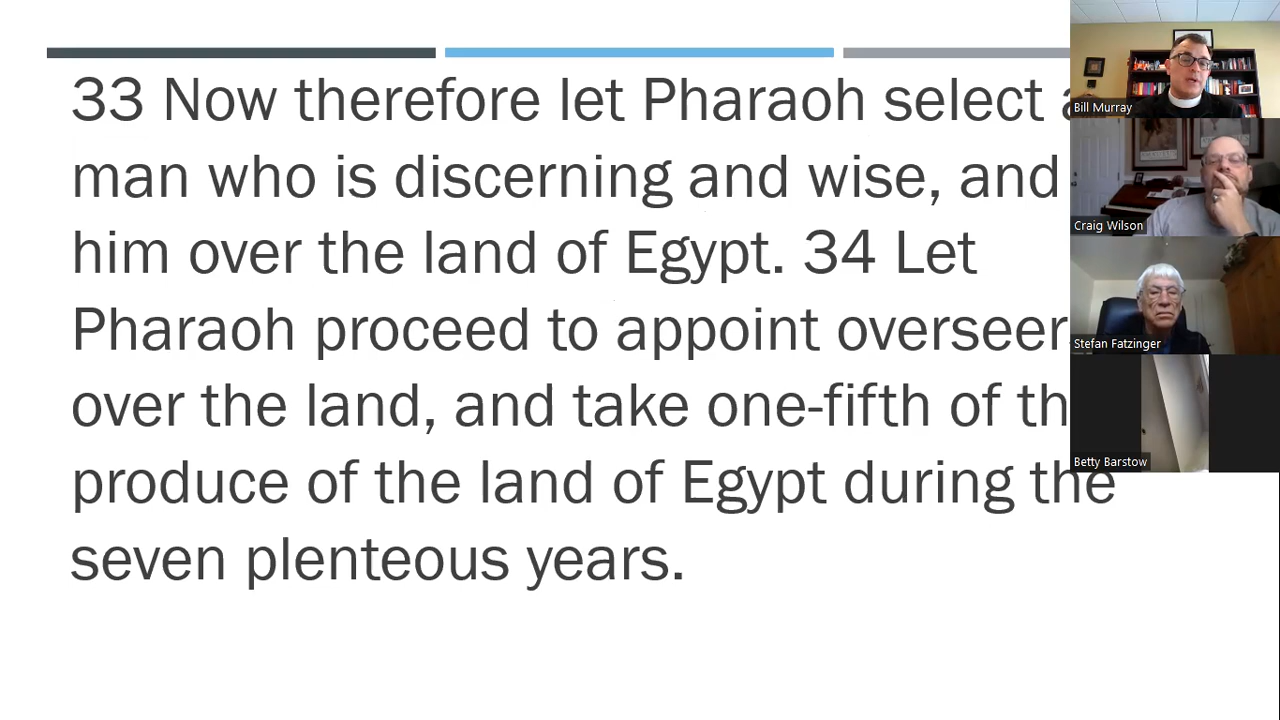 33 Now therefore let Pharaoh select
man who is discerning and wise, and
him over the land of Egypt. 34 Let
Pharaoh proceed to appoint overseer
over the land, and take one-fifth of th
produce of the land of Egypt during the
seven plenteous years.
Bill Murray
Craig Wilson
Stefan Fatzinger
Betty Barstow